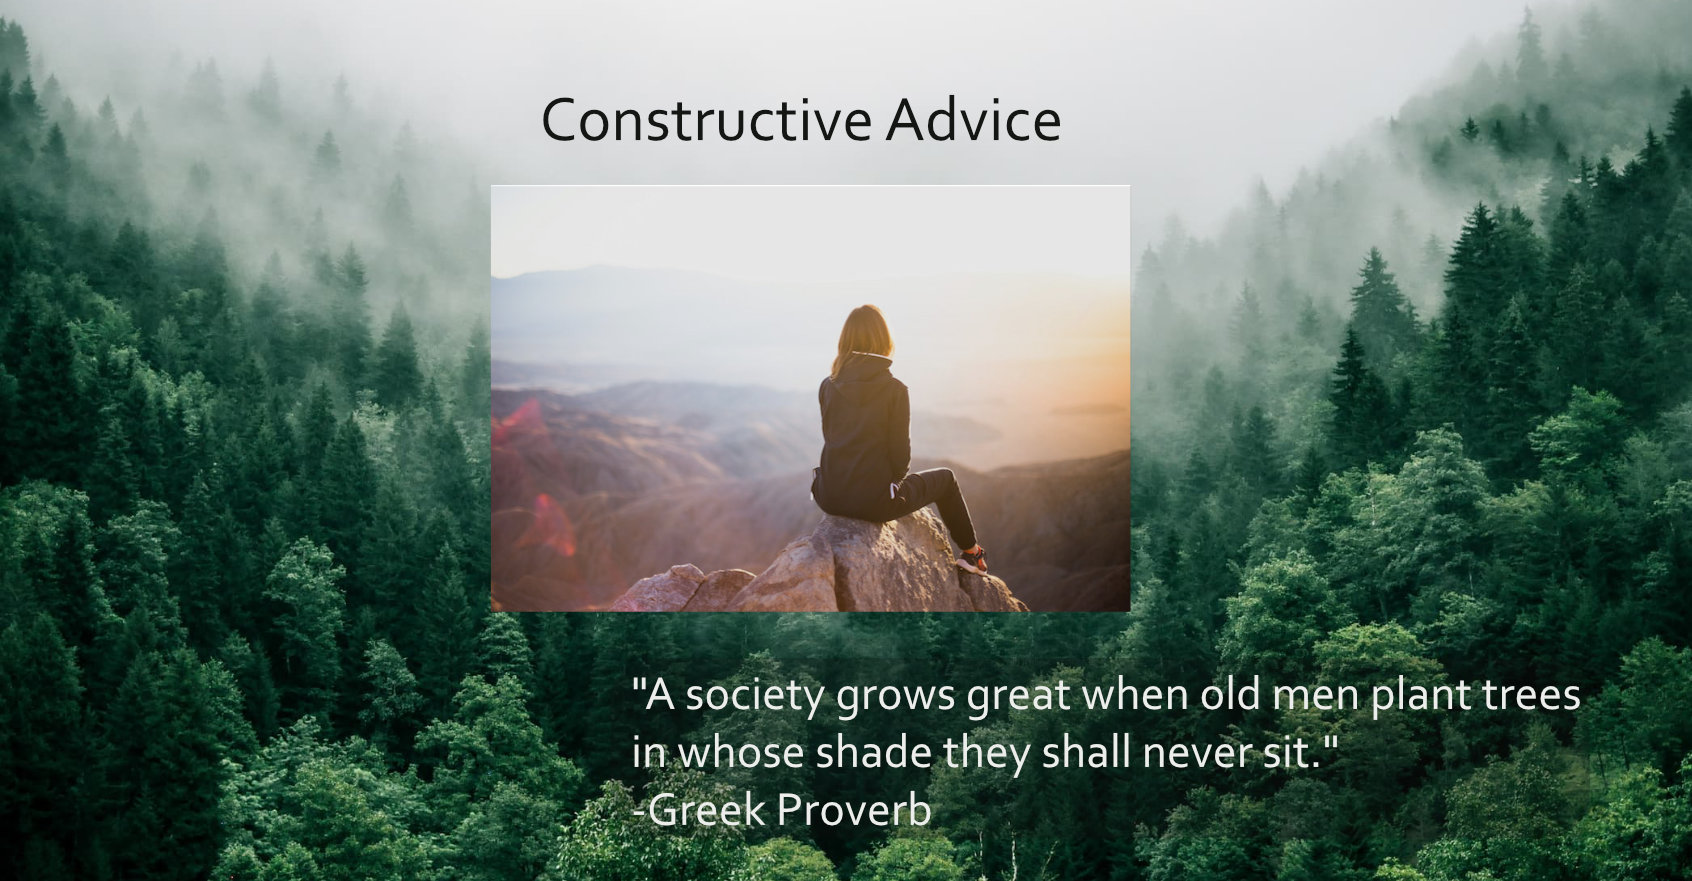 Constructive Advice
"A society grows great when old men plant trees
in whose shade they shall never sit."
-Greek Proverb